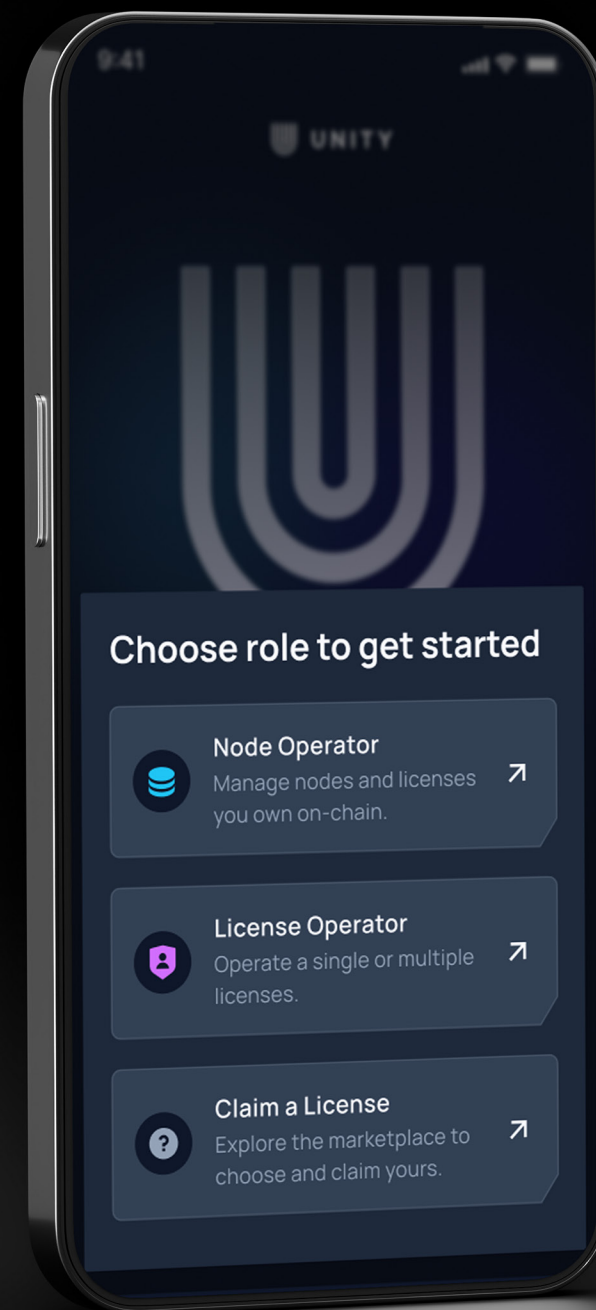 9:41
UNITY
Choose role to get started
Node Operator
Manage nodes and licenses
you own on-chain.
License Operator
Operate a single or multiple
licenses.
Claim a License
Explore the marketplace to
choose and claim yours.